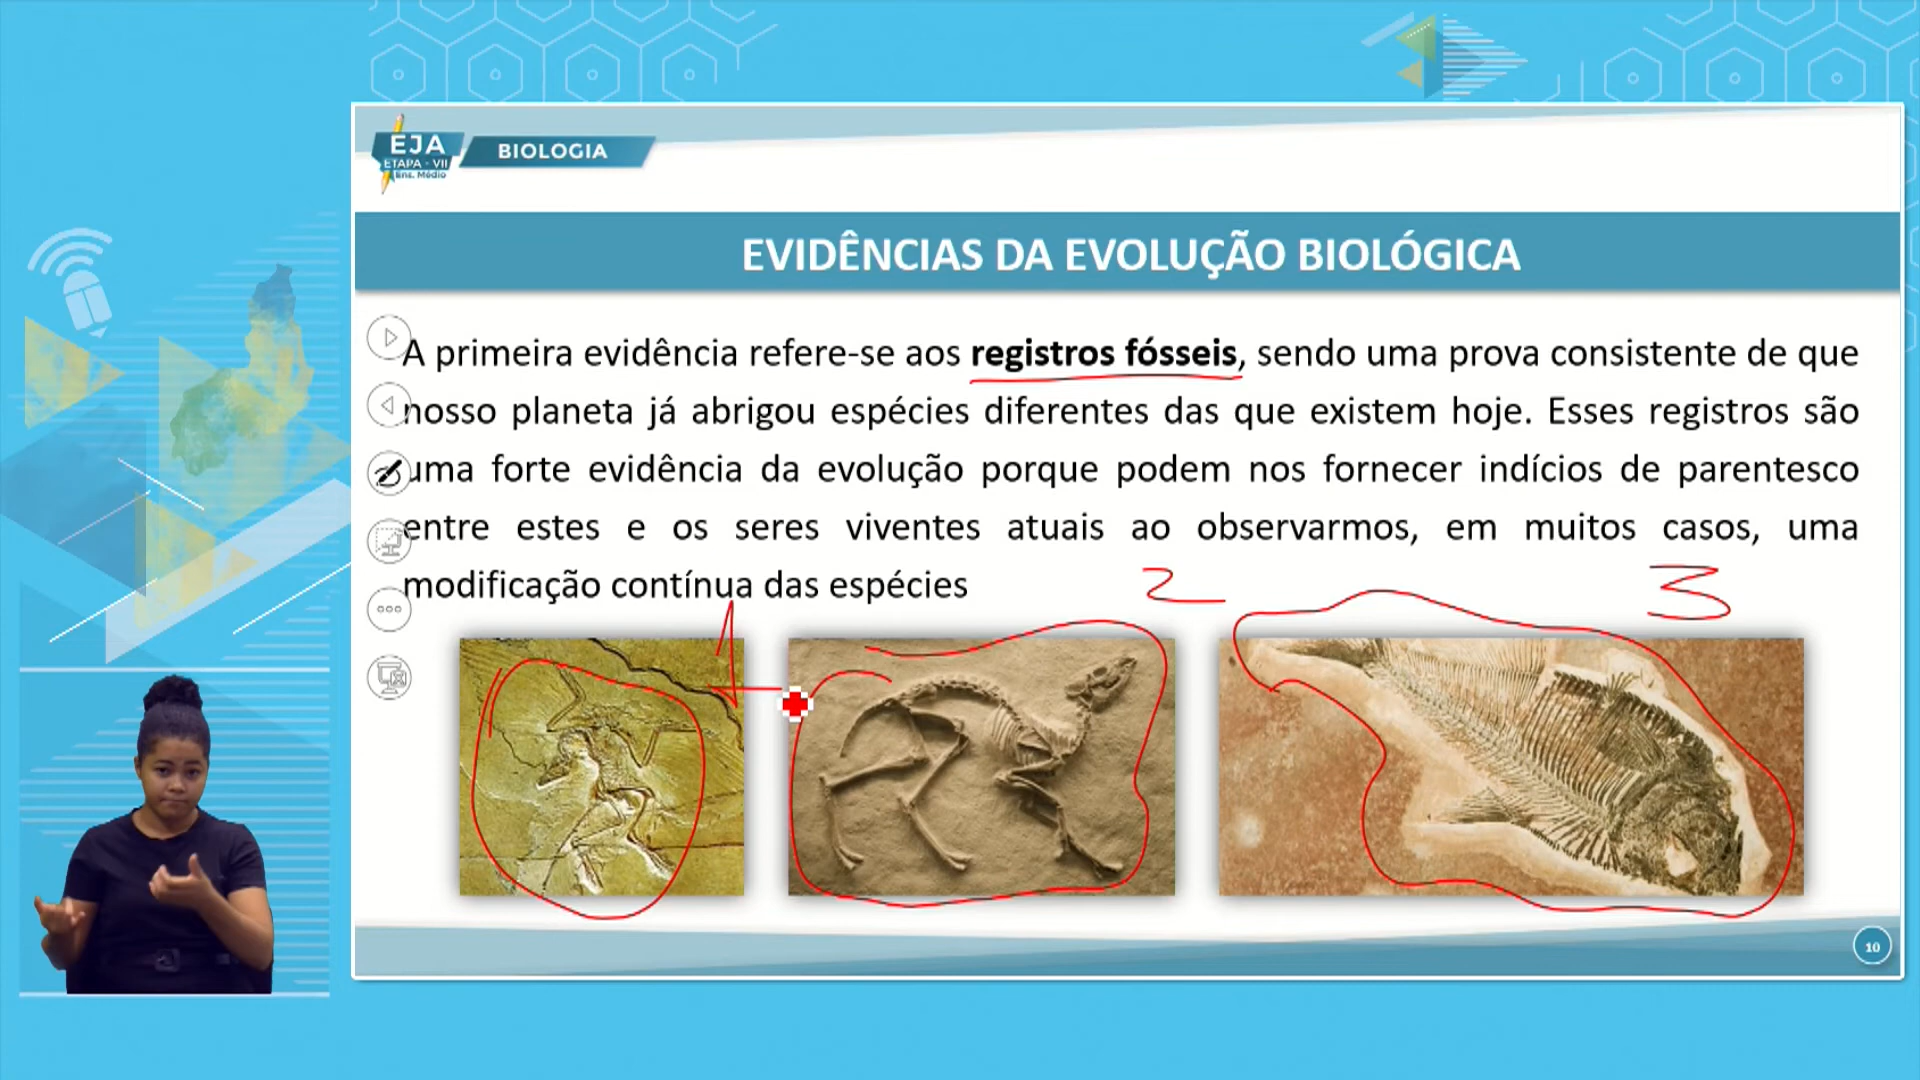 EJA
ETAPA - VII
Ens. Médio
BIOLOGIA
EVIDÊNCIAS DA EVOLUÇÃO BIOLÓGICA
A primeira evidência refere-se aos registros fósseis, sendo uma prova consistente de que
nosso planeta já abrigou espécies diferentes das que existem hoje. Esses registros são
uma forte evidência da evolução porque podem nos fornecer indícios de parentesco
entre estes e os seres viventes atuais ao observarmos, em muitos casos, uma
modificação contínua das espécies
1
2
3
10